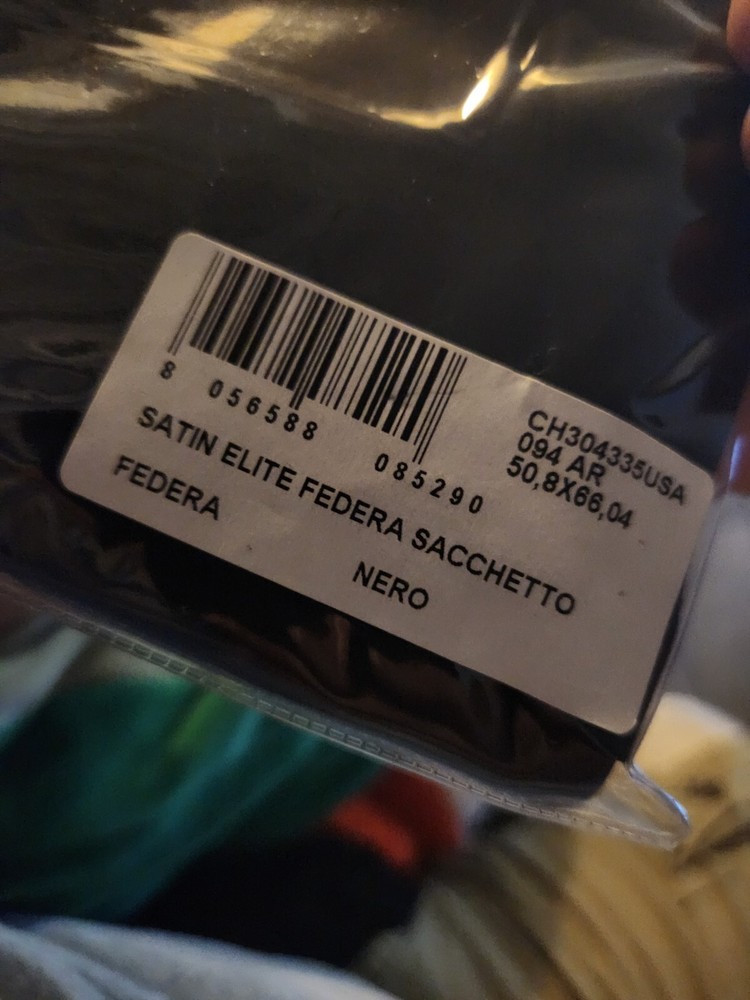 8 056588 085290
CH304335USA
094 AR
50,8X66,04
SATIN ELITE FEDERA SACCHETTO
FEDERA
NERO